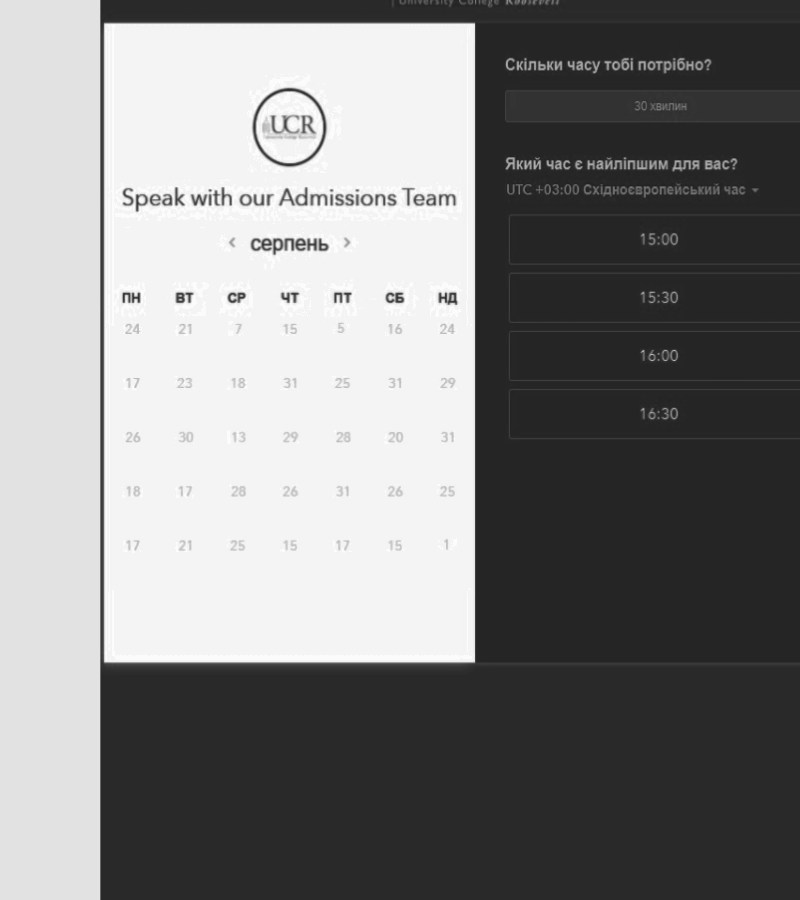 University College Roosevelt
UCR
Speak with our Admissions Team
серпень
ПН ВТ СР ЧТ ПТ СБ НД
24 21 7 15 5 16 24
17 23 18 31 25 31 29
26 30 13 29 28 20 31
18 17 28 26 31 26 25
17 21 25 15 17 15 1
Скільки часу тобі потрібно?
30 хвилин
Який час є найліпшим для вас?
UTC +03:00 Східноєвропейський час
15:00
15:30
16:00
16:30